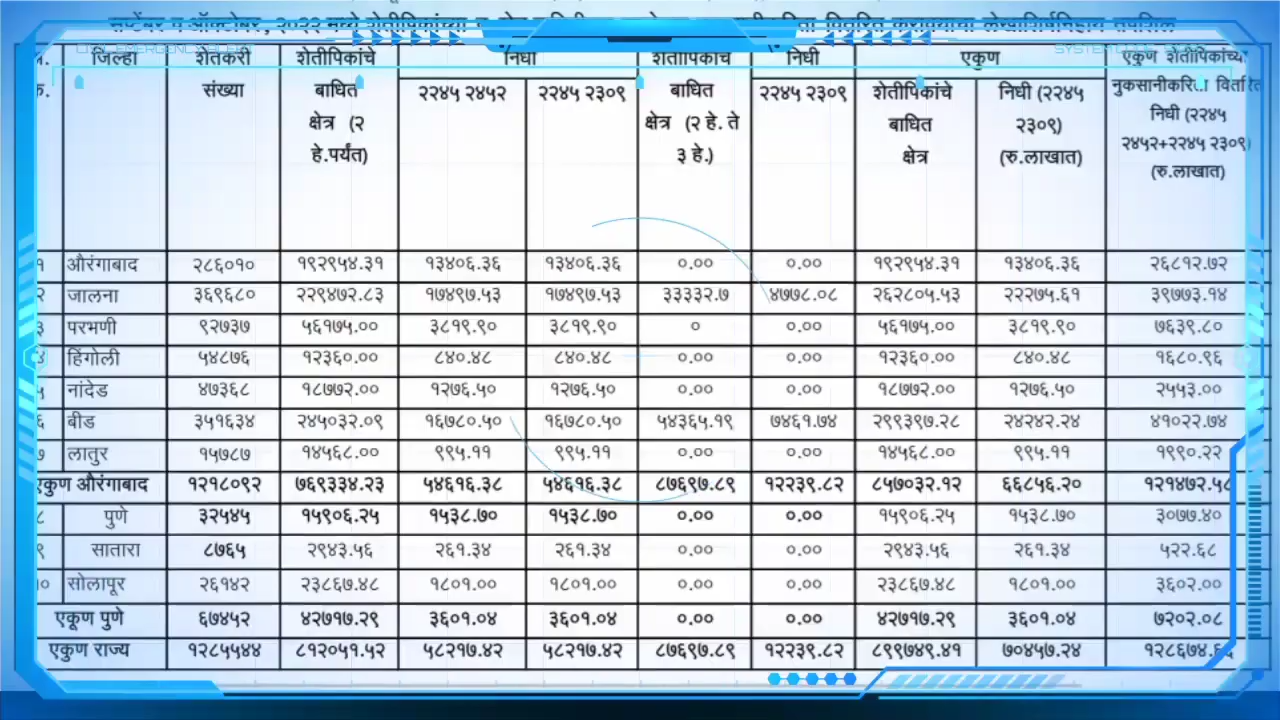 जिल्हा शेतकरी संख्या शेतीपिकांचे बाधित क्षेत्र (२ हे.पर्यंत) निधी २२४५ २४५२ २२४५ २३०९ बाधित क्षेत्र (२ हे. ते ३ हे.) निधी २२४५ २३०९ एकुण शेतीपिकांचे बाधित क्षेत्र निधी (२२४५ २३०९) (रु.लाखात) एकुण शेतीपिकांच्या नुकसानीकरिता वितरित निधी (२२४५ २४५२+२२४५ २३०९) (रु.लाखात)
१ औरंगाबाद २८६०१० १९२९५४.३१ १३४०६.३६ १३४०६.३६ ०.०० ०.०० १९२९५४.३१ १३४०६.३६ २६८१२.७२
२ जालना ३६९६८० २२९४७२.८३ १७४९७.५३ १७४९७.५३ ३३३३२.७ ४७७८.०८ २६२८०५.५३ २२२७५.६१ ३९७७३.१४
३ परभणी ९२७३७ ५६१७५.०० ३८१९.९० ३८१९.९० ० ०.०० ५६१७५.०० ३८१९.९० ७६३९.८०
४ हिंगोली ५४८७६ १२३६०.०० ८४०.४८ ८४०.४८ ०.०० ०.०० १२३६०.०० ८४०.४८ १६८०.९६
५ नांदेड ४७३६८ १८७७२.०० १२७६.५० १२७६.५० ०.०० ०.०० १८७७२.०० १२७६.५० २५५३.००
६ बीड ३५१६३४ २४५०३२.०९ १६७८०.५० १६७८०.५० ५४३६५.१९ ७४६१.७४ २९९३९७.२८ २४२४२.२४ ४१०२२.७४
७ लातुर १५७८७ १४५६८.०० ९९५.११ ९९५.११ ०.०० ०.०० १४५६८.०० ९९५.११ १९९०.२२
एकुण औरंगाबाद १२१८०९२ ७६९३३४.२३ ५४६१६.३८ ५४६१६.३८ ८७६९७.८९ १२२३९.८२ ८५७०३२.१२ ६६८५६.२० १२१४७२.५८
८ पुणे ३२५४५ १५९०६.२५ १५३८.७० १५३८.७० ०.०० ०.०० १५९०६.२५ १५३८.७० ३०७७.४०
९ सातारा ८७६५ २९४३.५६ २६१.३४ २६१.३४ ०.०० ०.०० २९४३.५६ २६१.३४ ५२२.६८
१० सोलापूर २६१४२ २३८६७.४८ १८०१.०० १८०१.०० ०.०० ०.०० २३८६७.४८ १८०१.०० ३६०२.००
एकूण पुणे ६७४५२ ४२७१७.२९ ३६०१.०४ ३६०१.०४ ०.०० ०.०० ४२७१७.२९ ३६०१.०४ ७२०२.०८
एकुण राज्य १२८५५४४ ८१२०५१.५२ ५८२१७.४२ ५८२१७.४२ ८७६९७.८९ १२२३९.८२ ८९९७४९.४१ ७०४५७.२४